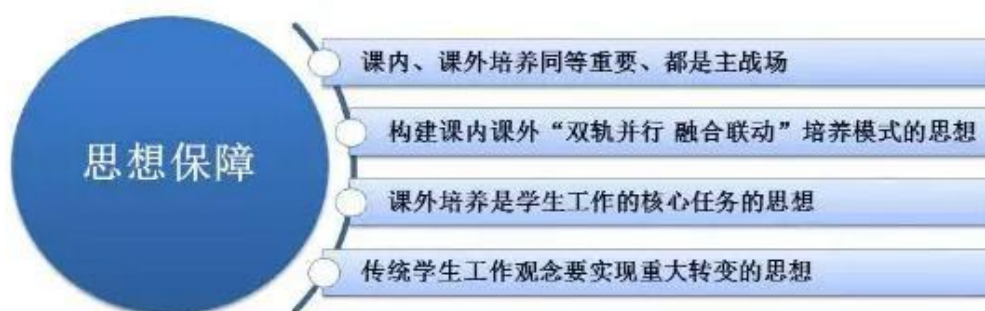 思想保障
课内、课外培养同等重要、都是主战场
构建课内课外“双轨并行 融合联动”培养模式的思想
课外培养是学生工作的核心任务的思想
传统学生工作观念要实现重大转变的思想